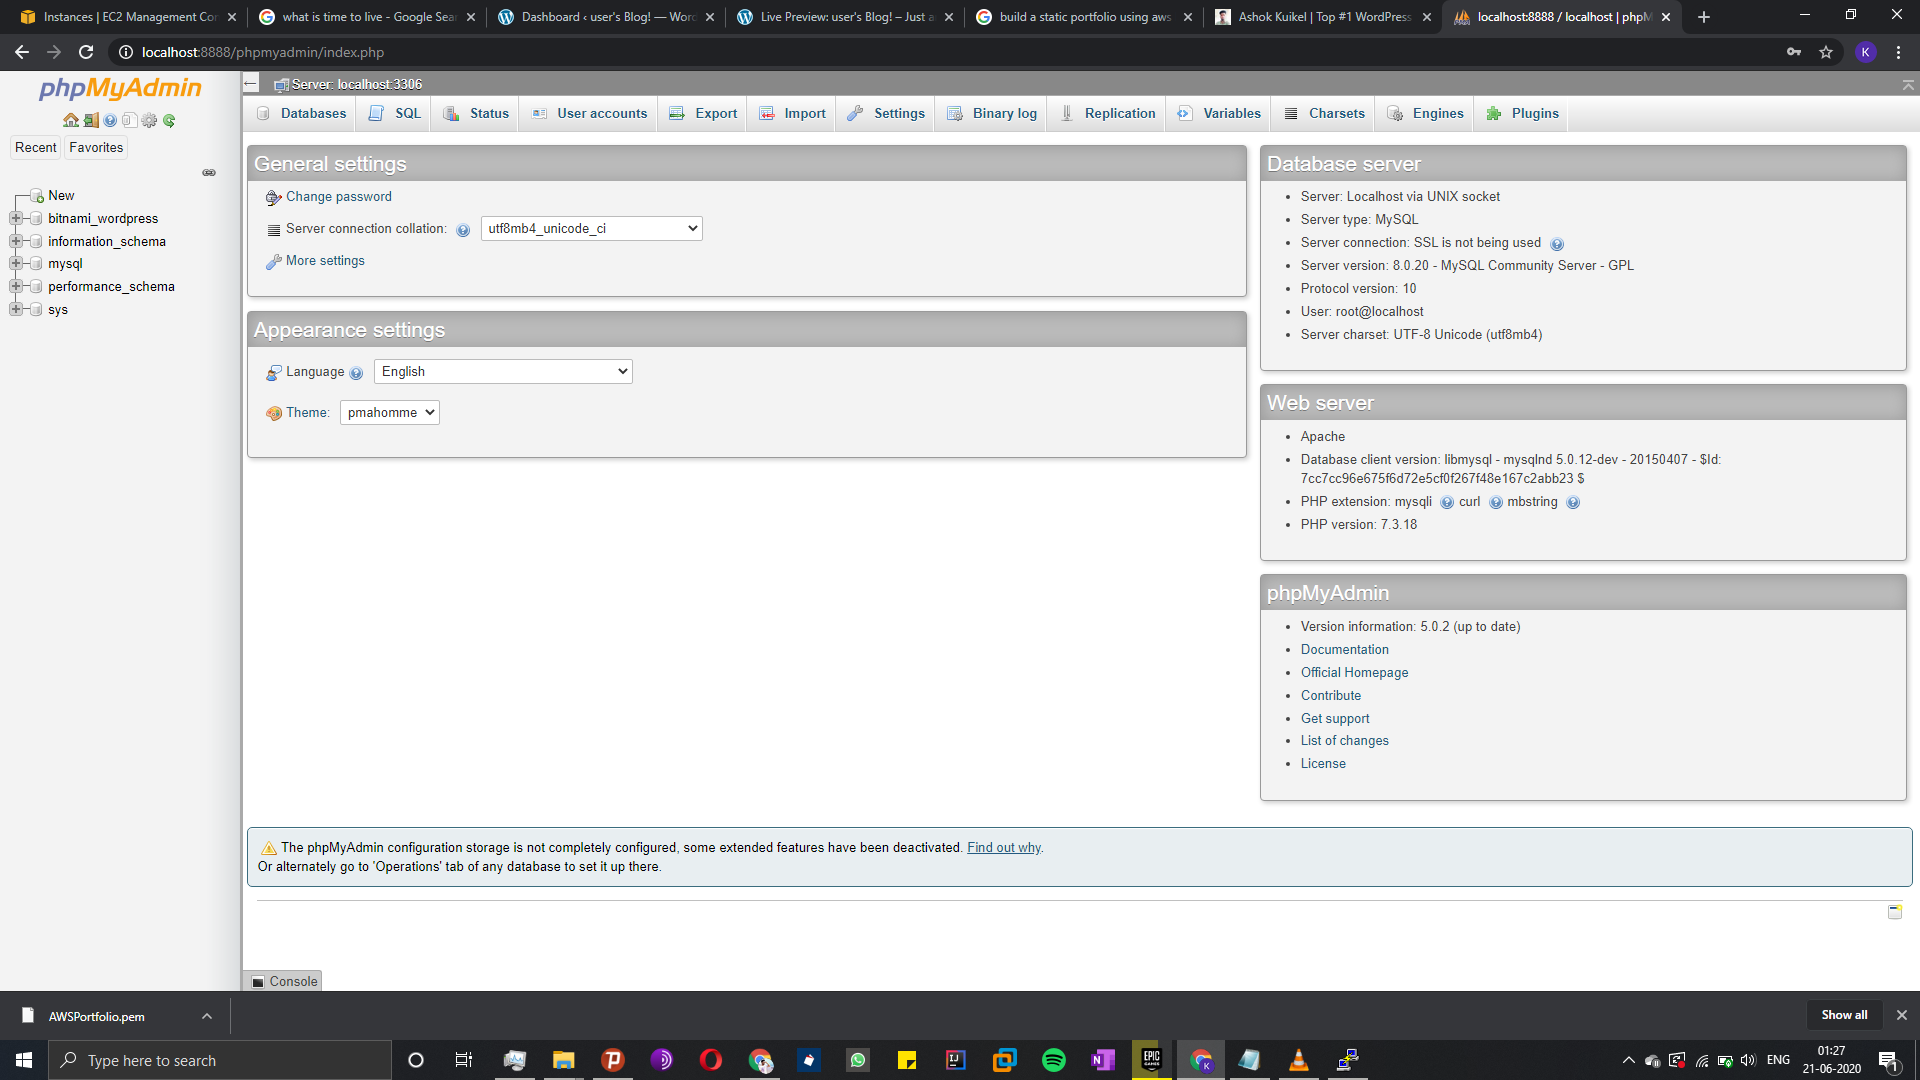 Instances | EC2 Management Con
what is time to live - Google Sear
Dashboard ‹ user's Blog! — Word
Live Preview: user's Blog! – Just a
build a static portfolio using aws
Ashok Kuikel | Top #1 WordPress
localhost:8888 / localhost | phpM
localhost:8888/phpmyadmin/index.php
K
phpMyAdmin
Recent
Favorites
New
bitnami_wordpress
information_schema
mysql
performance_schema
sys
Server: localhost:3306
Databases
SQL
Status
User accounts
Export
Import
Settings
Binary log
Replication
Variables
Charsets
Engines
Plugins
General settings
Change password
Server connection collation:
utf8mb4_unicode_ci
More settings
Appearance settings
Language
English
Theme:
pmahomme
Database server
Server: Localhost via UNIX socket
Server type: MySQL
Server connection: SSL is not being used
Server version: 8.0.20 - MySQL Community Server - GPL
Protocol version: 10
User: root@localhost
Server charset: UTF-8 Unicode (utf8mb4)
Web server
Apache
Database client version: libmysql - mysqlnd 5.0.12-dev - 20150407 - $Id:
7cc7cc96e675f6d72e5cf0f267f48e167c2abb23 $
PHP extension: mysqli curl mbstring
PHP version: 7.3.18
phpMyAdmin
Version information: 5.0.2 (up to date)
Documentation
Official Homepage
Contribute
Get support
List of changes
License
The phpMyAdmin configuration storage is not completely configured, some extended features have been deactivated. Find out why.
Or alternately go to 'Operations' tab of any database to set it up there.
Console
AWSPortfolio.pem
Show all
Type here to search
EPIC
GAMES
ENG
01:27
21-06-2020
1